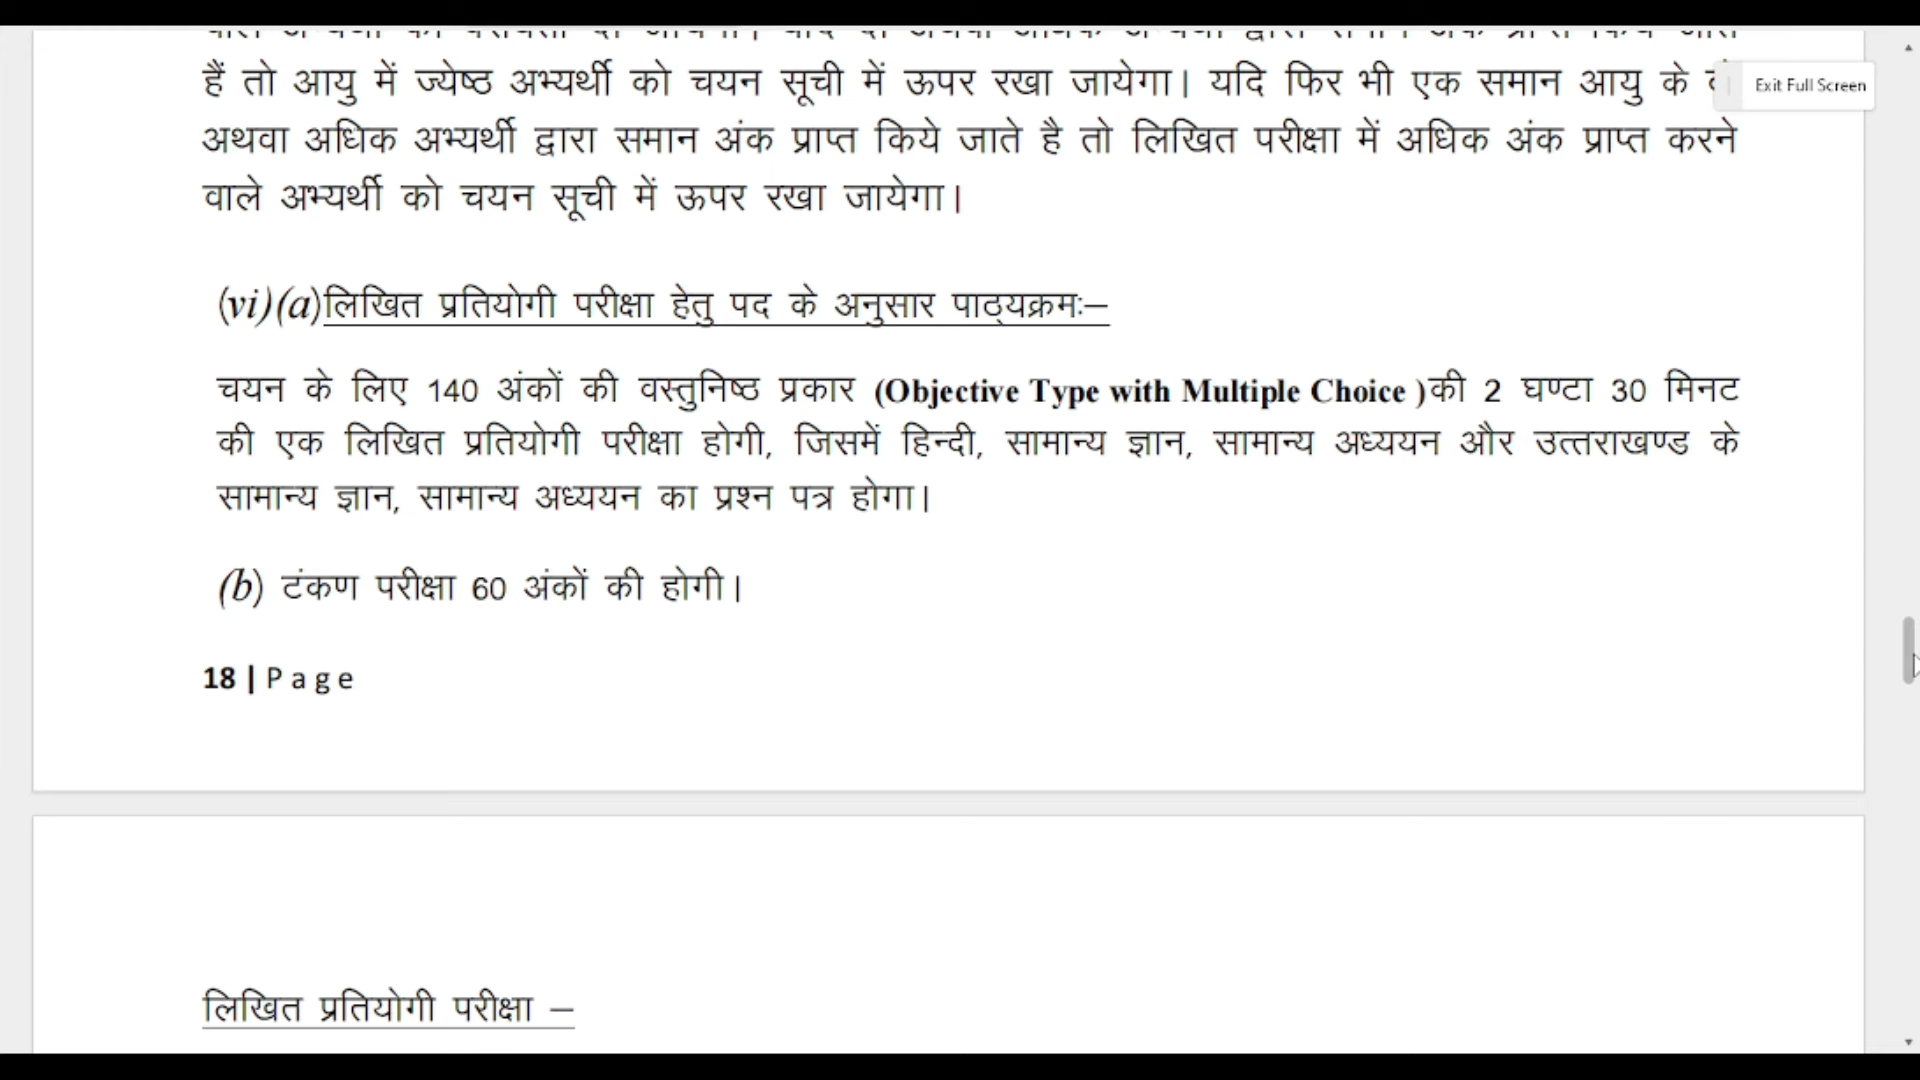 हैं तो आयु में ज्येष्ठ अभ्यर्थी को चयन सूची में ऊपर रखा जायेगा। यदि फिर भी एक समान आयु के
Exit Full Screen
अथवा अधिक अभ्यर्थी द्वारा समान अंक प्राप्त किये जाते है तो लिखित परीक्षा में अधिक अंक प्राप्त करने
वाले अभ्यर्थी को चयन सूची में ऊपर रखा जायेगा।
(vi)(a)लिखित प्रतियोगी परीक्षा हेतु पद के अनुसार पाठ्यक्रमः–
चयन के लिए 140 अंकों की वस्तुनिष्ठ प्रकार (Objective Type with Multiple Choice )की 2 घण्टा 30 मिनट
की एक लिखित प्रतियोगी परीक्षा होगी, जिसमें हिन्दी, सामान्य ज्ञान, सामान्य अध्ययन और उत्तराखण्ड के
सामान्य ज्ञान, सामान्य अध्ययन का प्रश्न पत्र होगा।
(b) टंकण परीक्षा 60 अंकों की होगी।
18 | P a g e
लिखित प्रतियोगी परीक्षा –